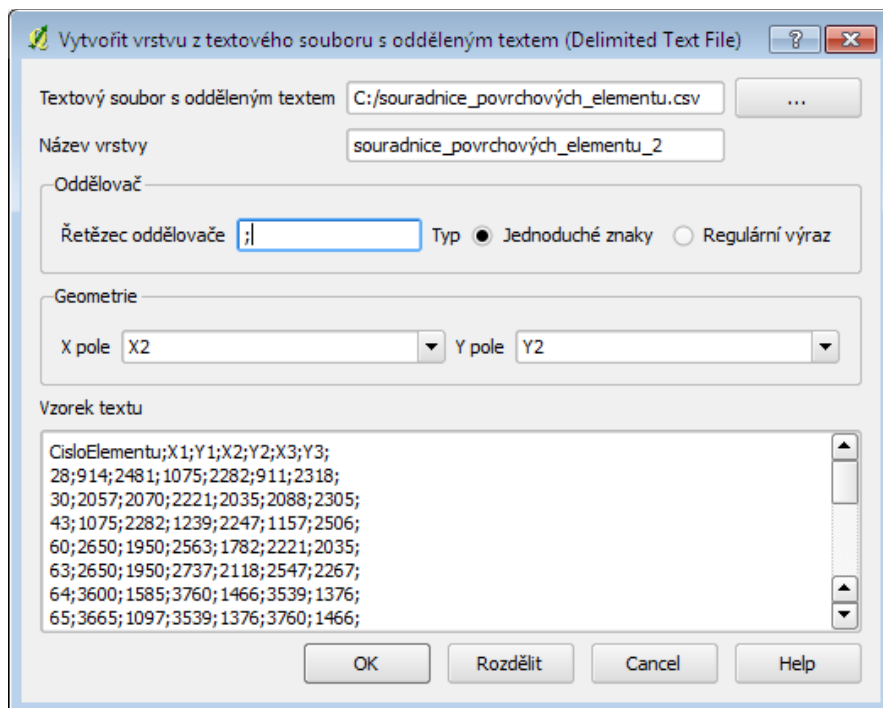 Vytvořit vrstvu z textového souboru s odděleným textem (Delimited Text File)
Textový soubor s odděleným textem C:/souradnice_povrchových_elementu.csv ...
Název vrstvy souradnice_povrchových_elementu_2
Oddělovač
Řetězec oddělovače ; Typ Jednoduché znaky Regulární výraz
Geometrie
X pole X2 Y pole Y2
Vzorek textu
CisloElementu;X1;Y1;X2;Y2;X3;Y3;
28;914;2481;1075;2282;911;2318;
30;2057;2070;2221;2035;2088;2305;
43;1075;2282;1239;2247;1157;2506;
60;2650;1950;2563;1782;2221;2035;
63;2650;1950;2737;2118;2547;2267;
64;3600;1585;3760;1466;3539;1376;
65;3665;1097;3539;1376;3760;1466;
OK Rozdělit Cancel Help